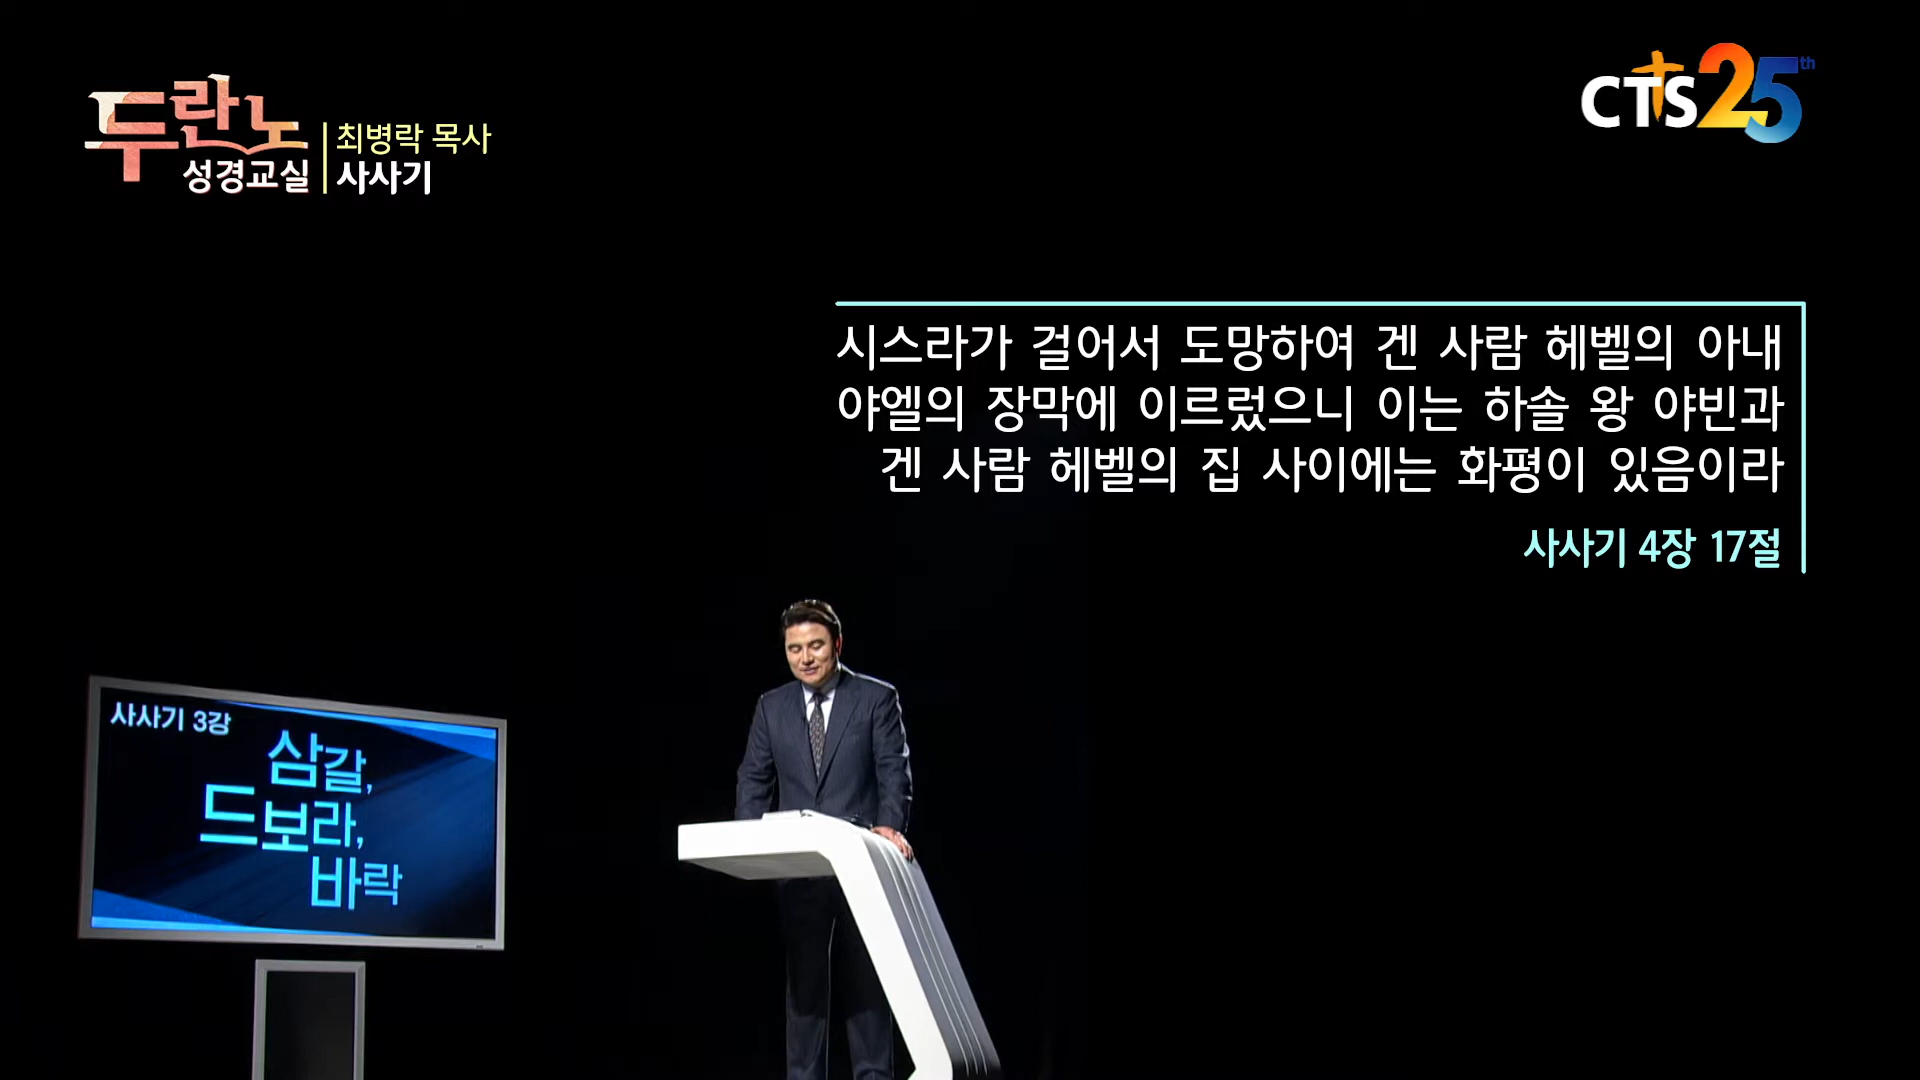 두란노
성경교실
최병락 목사
사사기
CTS25th
시스라가 걸어서 도망하여 겐 사람 헤벨의 아내
야엘의 장막에 이르렀으니 이는 하솔 왕 야빈과
겐 사람 헤벨의 집 사이에는 화평이 있음이라
사사기 4장 17절
사사기 3강
삼갈,
드보라,
바락